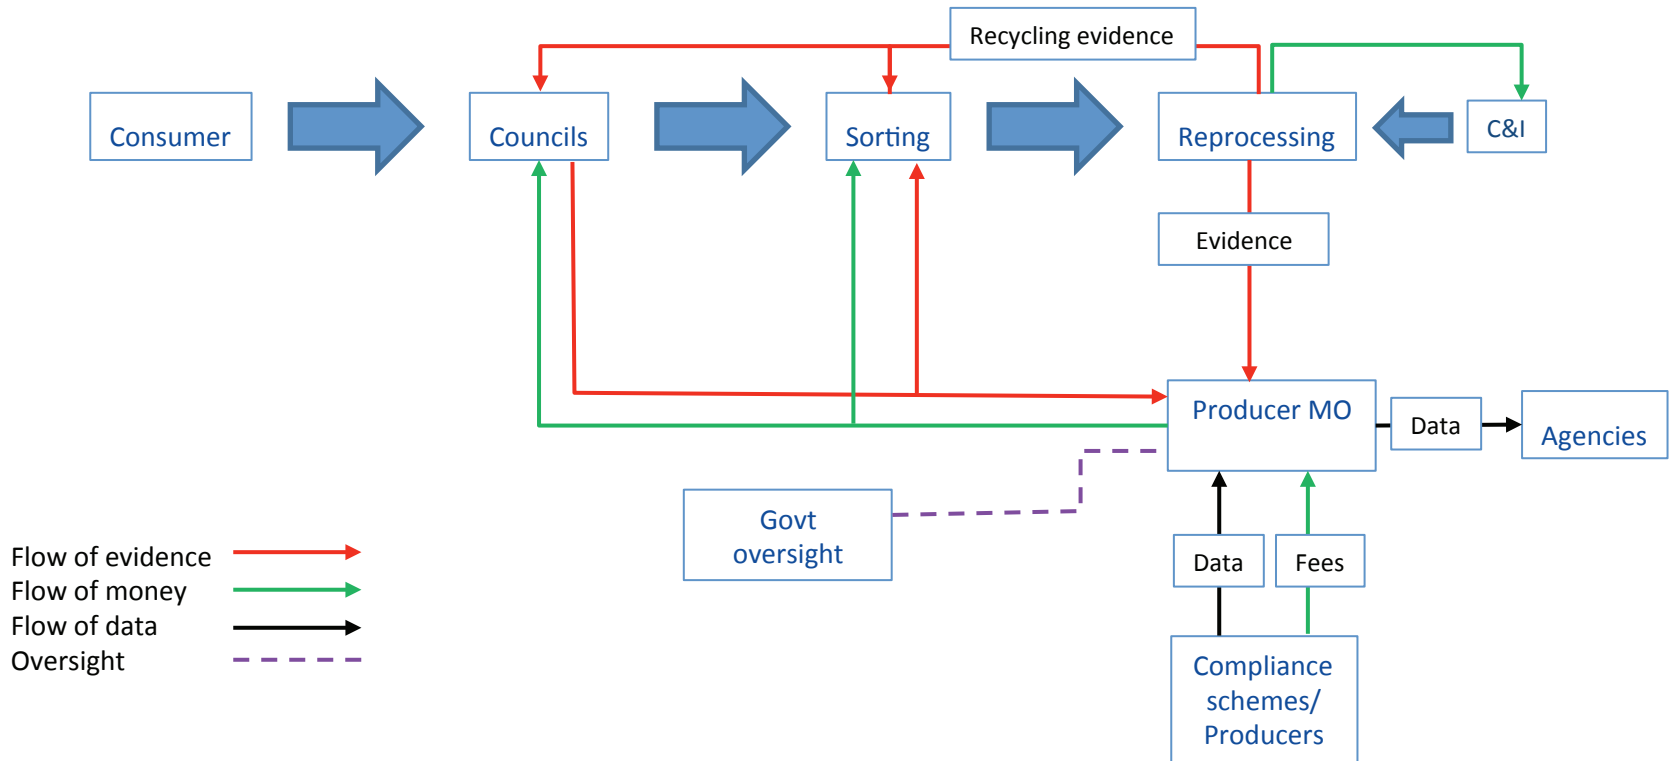 Recycling evidence
Consumer
Councils
Sorting
Reprocessing
C&I
Evidence
Producer MO
Data
Agencies
Govt
oversight
Data
Fees
Compliance
schemes/
Producers
Flow of evidence
Flow of money
Flow of data
Oversight